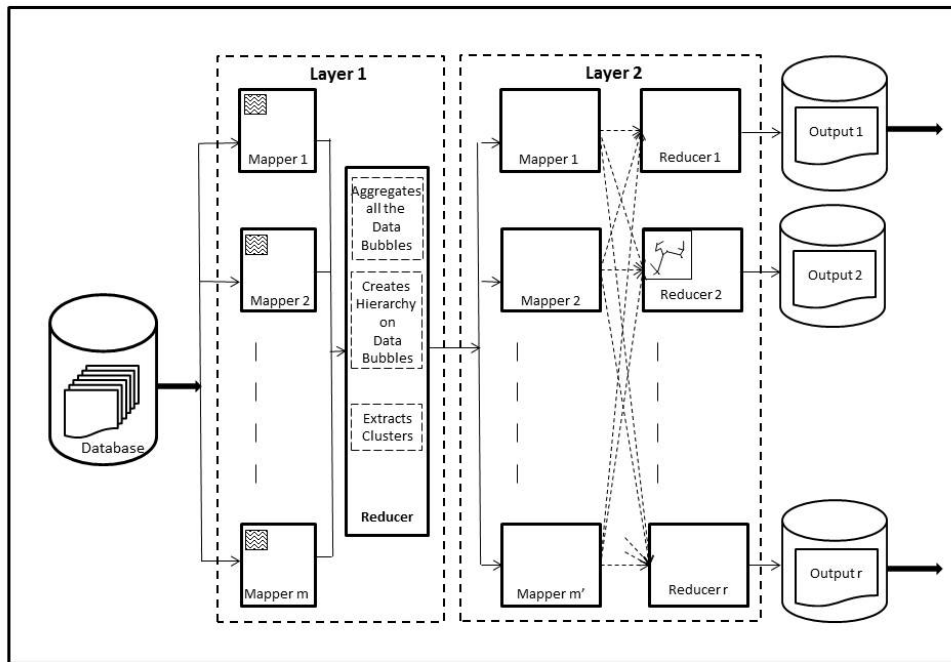 Layer 1
Layer 2
Mapper 1
Mapper 2
Mapper m
Database
Aggregates
all the
Data
Bubbles
Creates
Hierarchy
on
Data
Bubbles
Extracts
Clusters
Reducer
Mapper 1
Mapper 2
Mapper m'
Reducer 1
Reducer 2
Reducer r
Output 1
Output 2
Output r